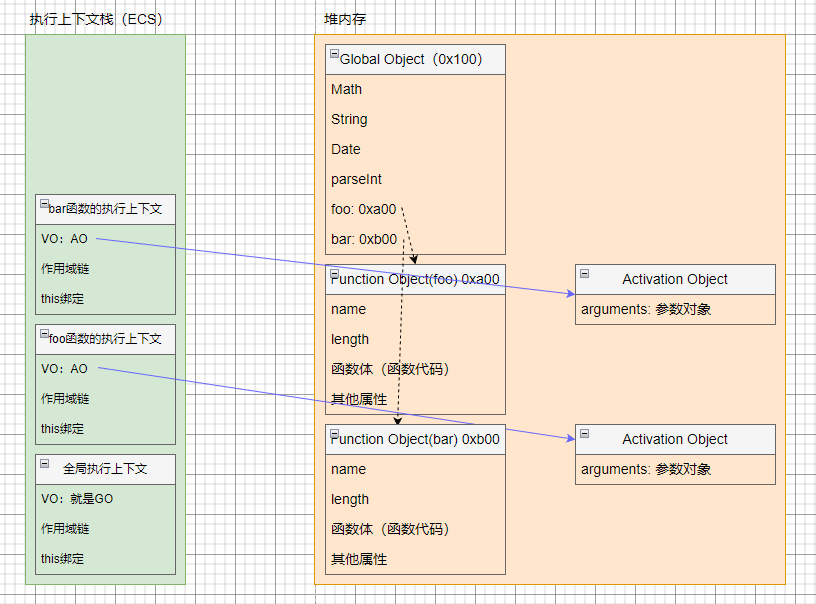 执行上下文栈（ECS）
bar函数的执行上下文
VO：AO
作用域链
this绑定
foo函数的执行上下文
VO：AO
作用域链
this绑定
全局执行上下文
VO：就是GO
作用域链
this绑定
堆内存
Global Object（0x100）
Math
String
Date
parseInt
foo: 0xa00
bar: 0xb00
Function Object(foo) 0xa00
name
length
函数体（函数代码）
其他属性
Function Object(bar) 0xb00
name
length
函数体（函数代码）
其他属性
Activation Object
arguments: 参数对象
Activation Object
arguments: 参数对象